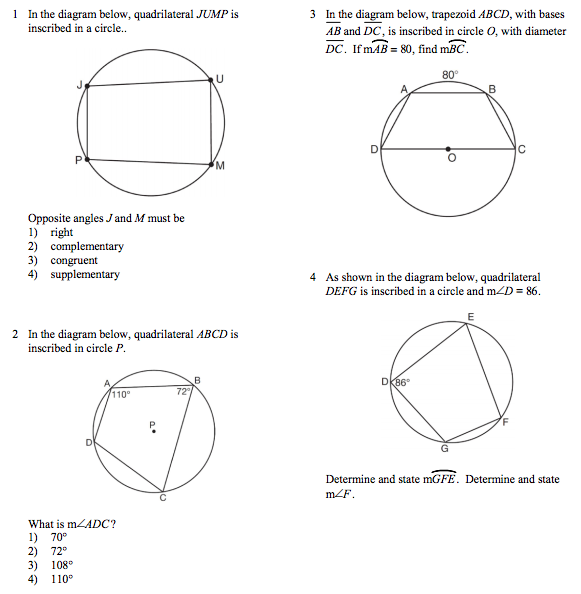 1 In the diagram below, quadrilateral JUMP is
inscribed in a circle..
J
U
P
M
Opposite angles J and M must be
1) right
2) complementary
3) congruent
4) supplementary
2 In the diagram below, quadrilateral ABCD is
inscribed in circle P.
A
B
110°
72°
P
D
C
What is m∠ADC?
1) 70°
2) 72°
3) 108°
4) 110°
3 In the diagram below, trapezoid ABCD, with bases
AB and DC, is inscribed in circle O, with diameter
DC. If mAB = 80, find mBC.
80°
A
B
D
O
C
4 As shown in the diagram below, quadrilateral
DEFG is inscribed in a circle and m∠D = 86.
E
D 86°
F
G
Determine and state mGFE. Determine and state
m∠F.